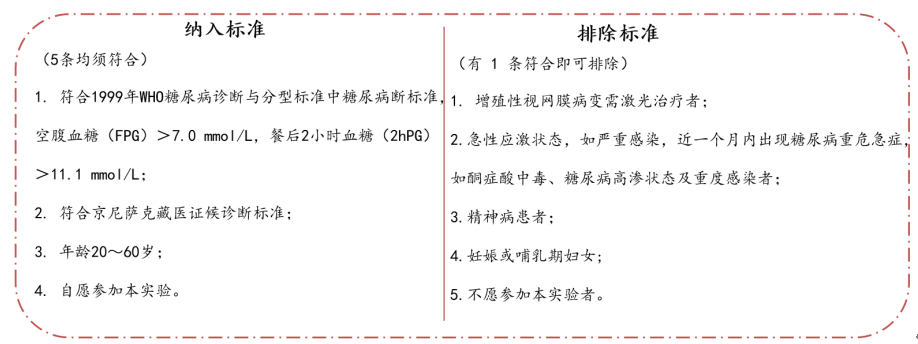 纳入标准
（5条均须符合）
1. 符合1999年WHO糖尿病诊断与分型标准中糖尿病断标准，
空腹血糖（FPG）＞7.0 mmol/L，餐后2小时血糖（2hPG）
＞11.1 mmol/L；
2. 符合京尼萨克藏医证候诊断标准；
3. 年龄20～60岁；
4. 自愿参加本实验。
排除标准
（有 1 条符合即可排除）
1. 增殖性视网膜病变需激光治疗者；
2.急性应激状态，如严重感染，近一个月内出现糖尿病重危急症，
如酮症酸中毒、糖尿病高渗状态及重度感染者；
3.精神病患者；
4.妊娠或哺乳期妇女；
5.不愿参加本实验者。